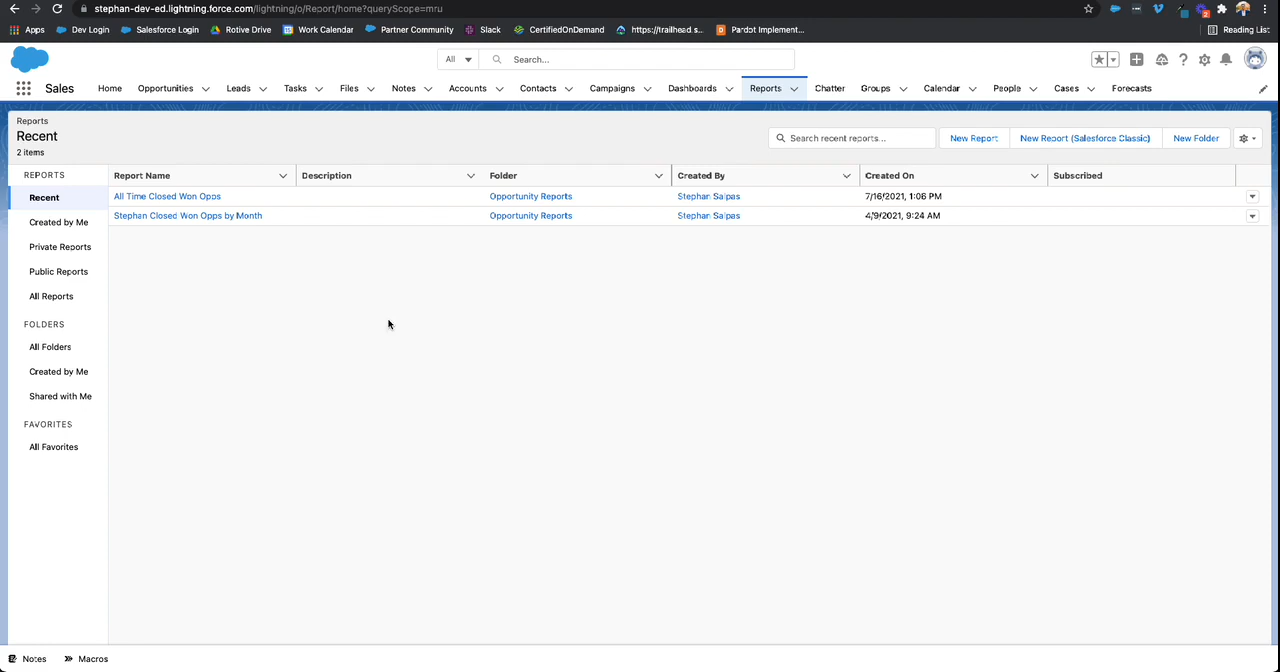 stephan-dev-ed.lightning.force.com/lightning/o/Report/home?queryScope=mru
Apps Dev Login Salesforce Login Rotive Drive Work Calendar Partner Community Slack CertifiedOnDemand https://trailhead.s... Pardot Implement... Reading List
All Search...
Sales Home Opportunities Leads Tasks Files Notes Accounts Contacts Campaigns Dashboards Reports Chatter Groups Calendar People Cases Forecasts
Reports
Recent
2 items
Search recent reports... New Report New Report (Salesforce Classic) New Folder
REPORTS Report Name Description Folder Created By Created On Subscribed
Recent All Time Closed Won Opps Opportunity Reports Stephan Salpas 7/16/2021, 1:06 PM
Stephan Closed Won Opps by Month Opportunity Reports Stephan Salpas 4/9/2021, 9:24 AM
Created by Me
Private Reports
Public Reports
All Reports
FOLDERS
All Folders
Created by Me
Shared with Me
FAVORITES
All Favorites
Notes Macros